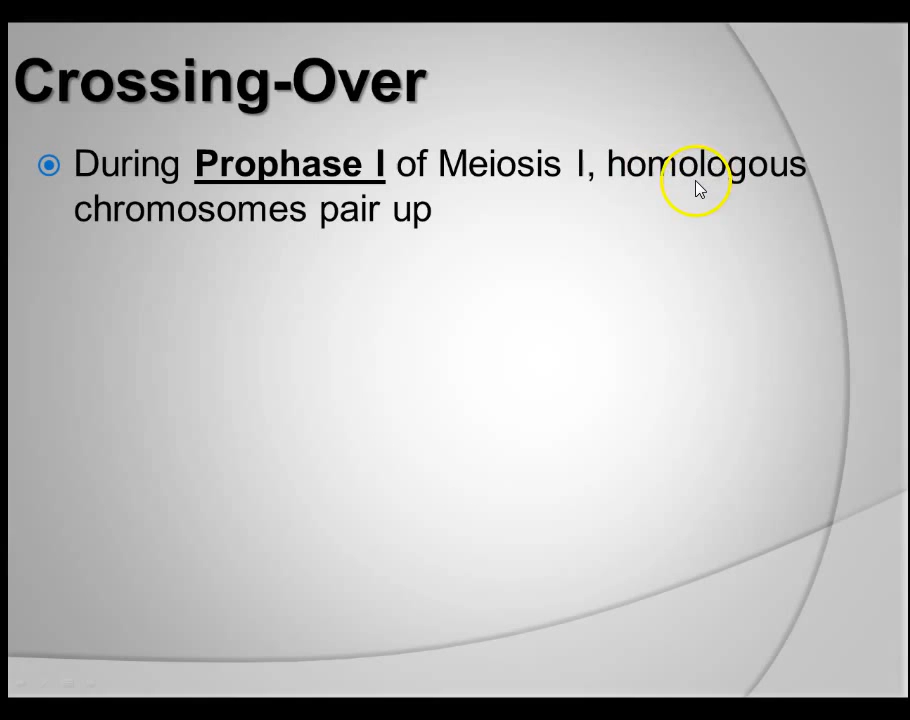 Crossing-Over
During Prophase I of Meiosis I, homologous
chromosomes pair up